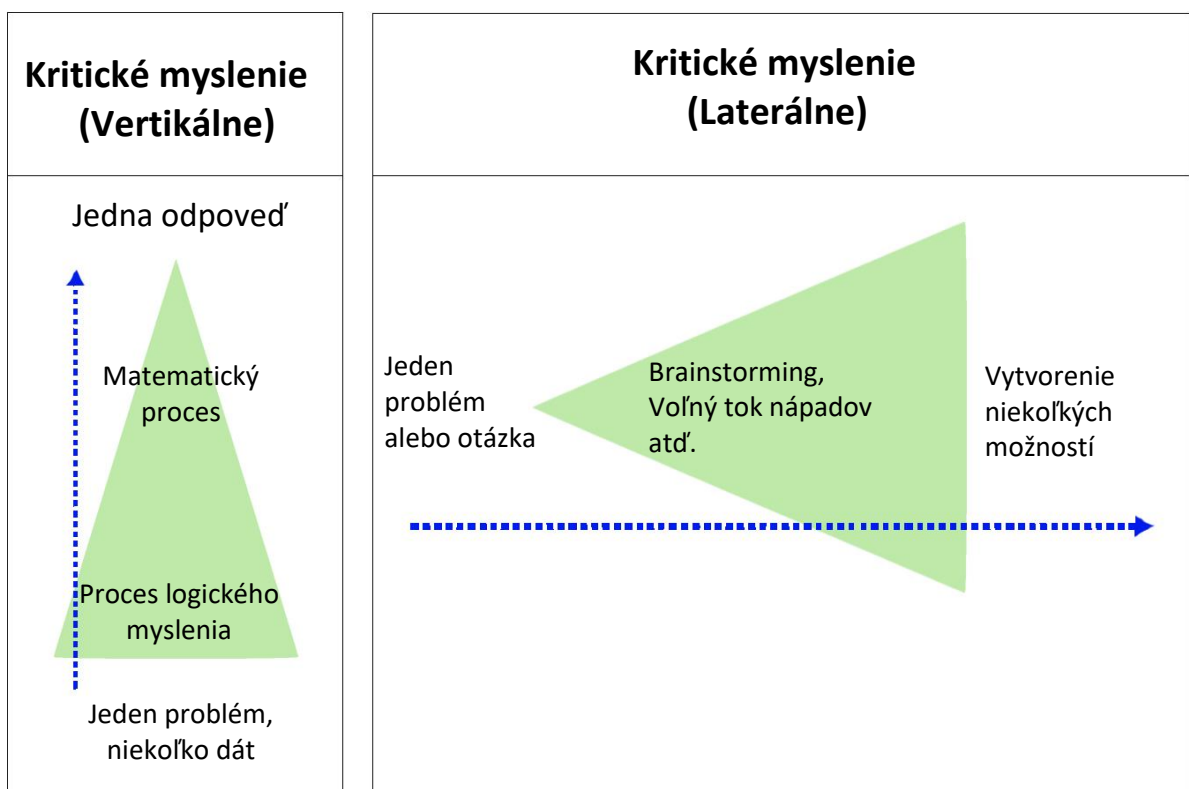 Kritické myslenie
(Vertikálne)
Jedna odpoveď
Matematický
proces
Proces logického
myslenia
Jeden problém,
niekoľko dát
Kritické myslenie
(Laterálne)
Jeden
problém
alebo otázka
Brainstorming,
Voľný tok nápadov
atď.
Vytvorenie
niekoľkých
možností